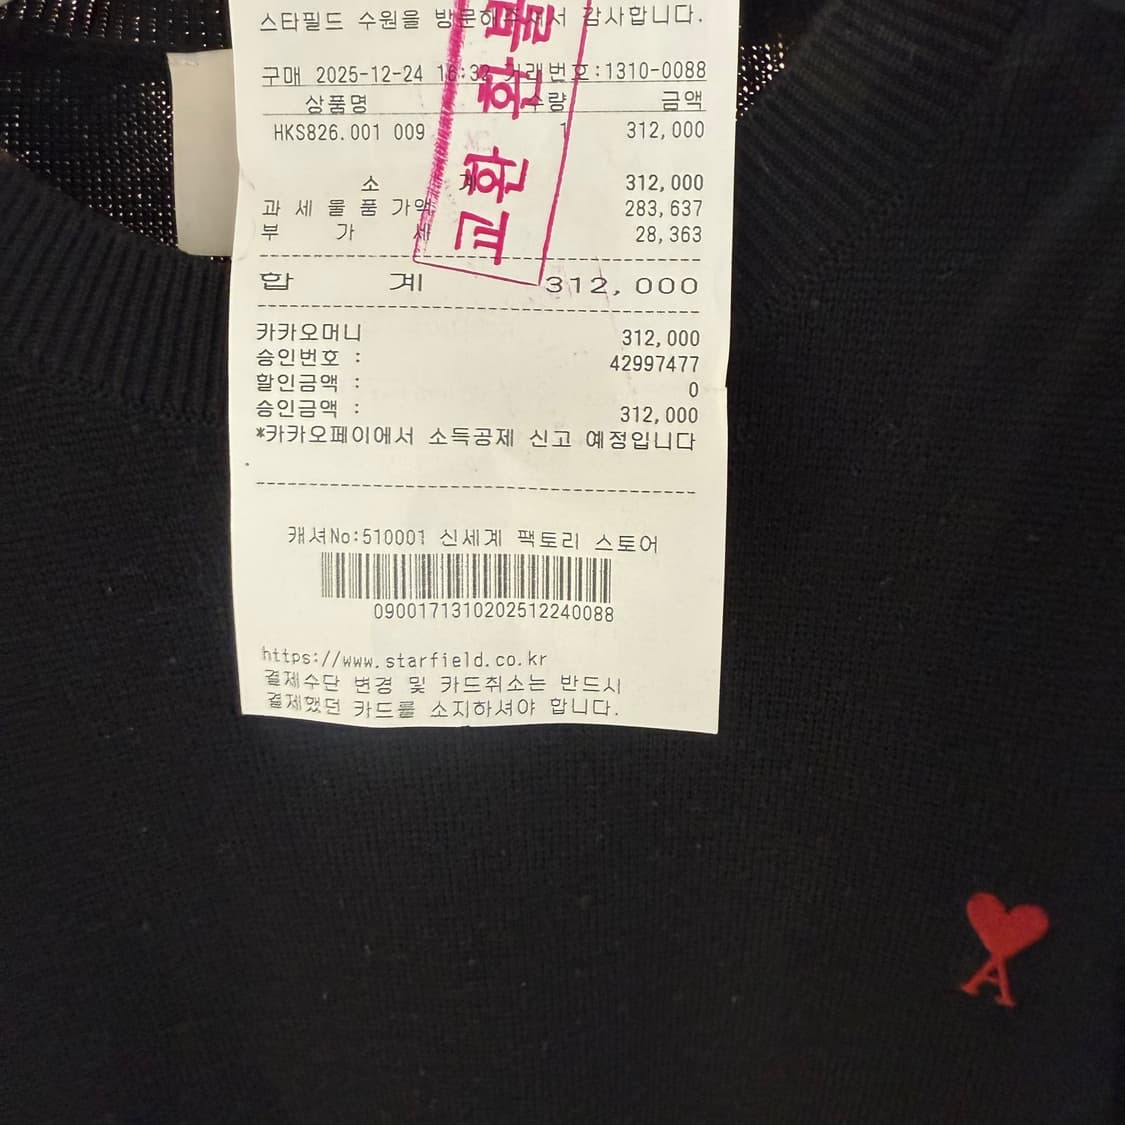 스타필드 수원을 방문해주셔서 감사합니다.
구매 2025-12-24 16:32 거래번호:1310-0088
상품명 수량 금액
HKS826.001 009 1 312,000
소 계 312,000
과 세 물 품 가액 283,637
부 가 세 28,363
합 계 312,000
카카오머니 312,000
승인번호 : 42997477
할인금액 : 0
승인금액 : 312,000
*카카오페이에서 소득공제 신고 예정입니다
캐셔No:510001 신세계 팩토리 스토어
0900171310202512240088
https://www.starfield.co.kr
결제수단 변경 및 카드취소는 반드시
결제했던 카드를 소지하셔야 합니다.
교환 환불
A